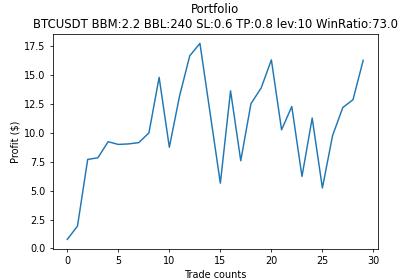 Portfolio
BTCUSDT BBM:2.2 BBL:240 SL:0.6 TP:0.8 lev:10 WinRatio:73.0
17.5
15.0
12.5
10.0
7.5
5.0
2.5
0.0
Profit ($)
0 5 10 15 20 25 30
Trade counts